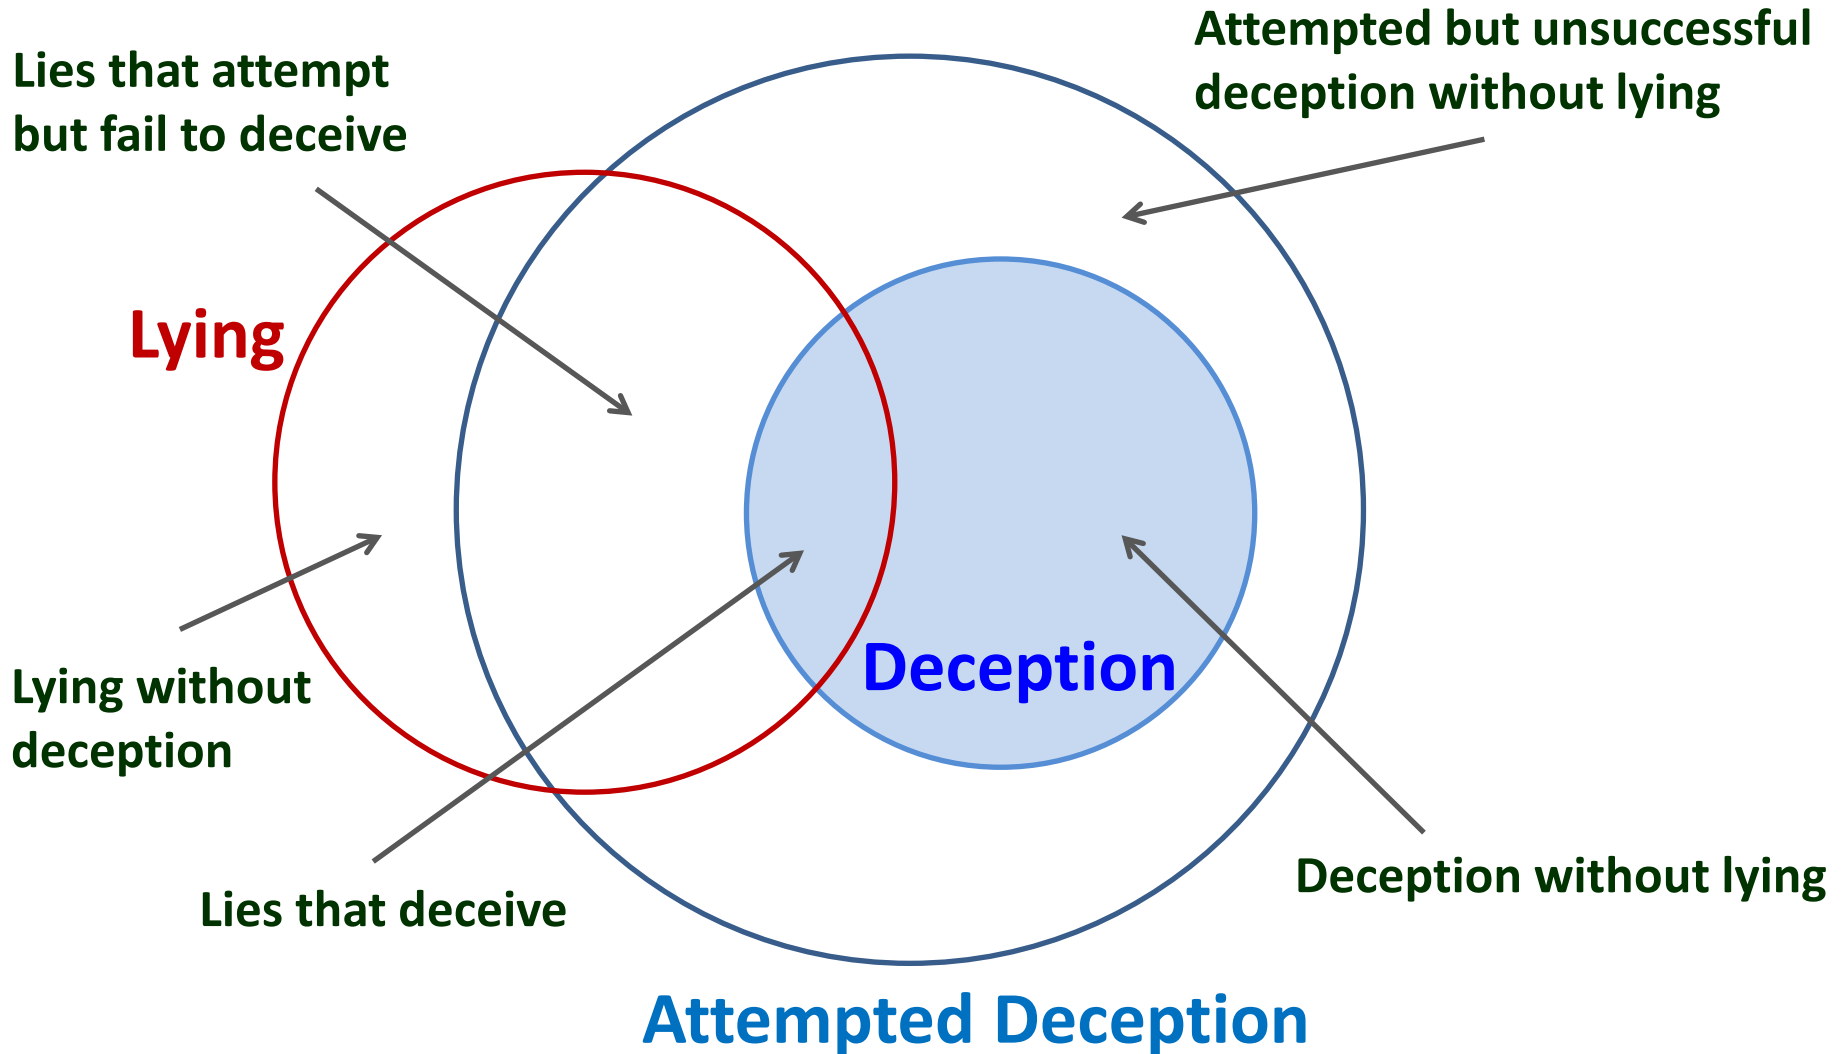 Attempted but unsuccessful
deception without lying
Lies that attempt
but fail to deceive
Lying
Deception
Lying without
deception
Deception without lying
Lies that deceive
Attempted Deception